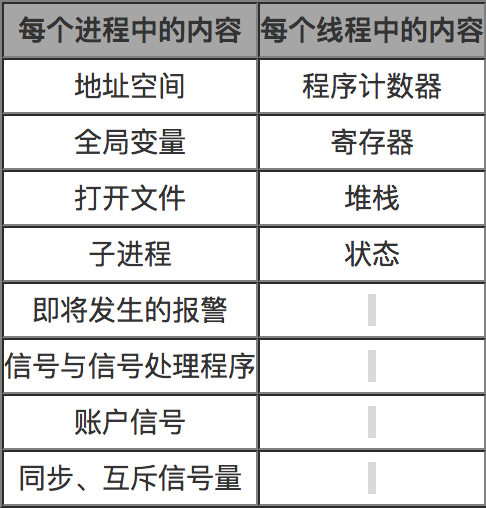 每个进程中的内容 每个线程中的内容
地址空间 程序计数器
全局变量 寄存器
打开文件 堆栈
子进程 状态
即将发生的报警
信号与信号处理程序
账户信号
同步、互斥信号量